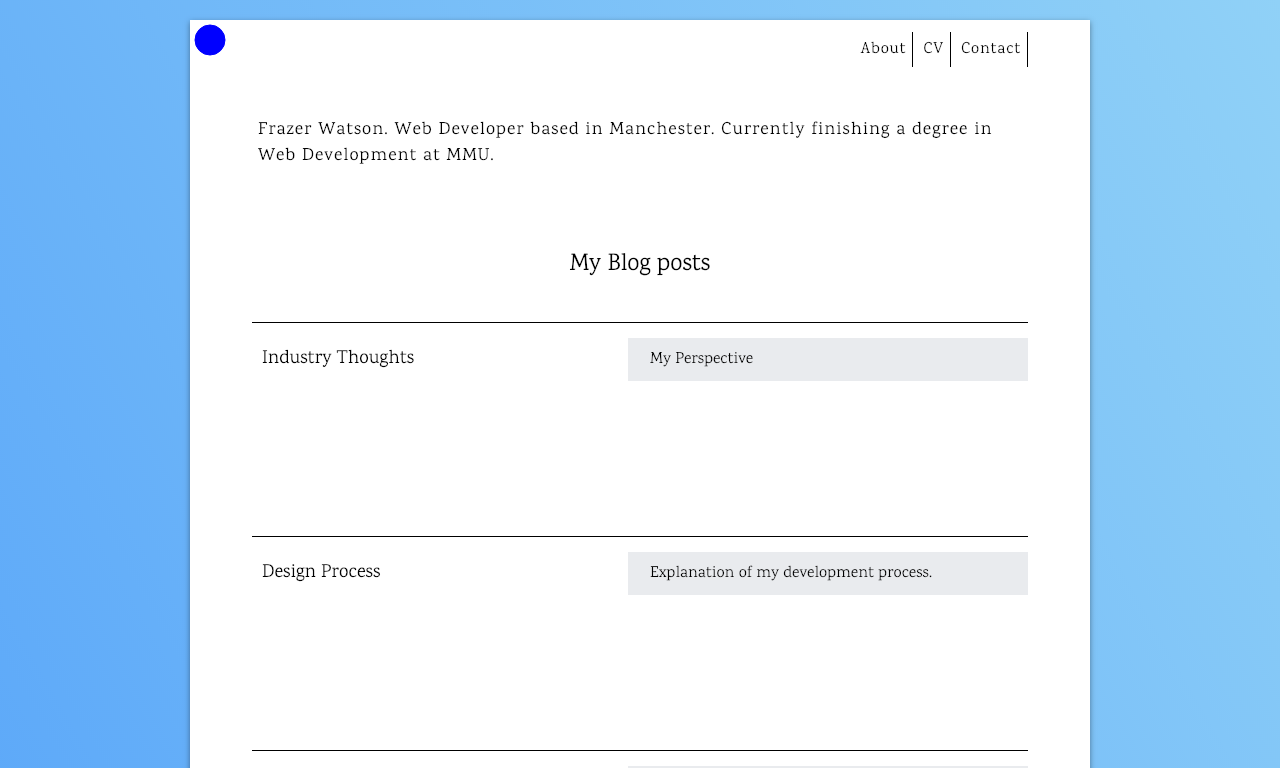 About CV Contact
Frazer Watson. Web Developer based in Manchester. Currently finishing a degree in
Web Development at MMU.
My Blog posts
Industry Thoughts
My Perspective
Design Process
Explanation of my development process.